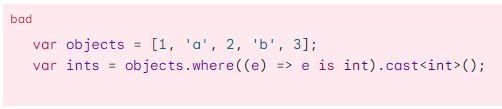 bad
var objects = [1, 'a', 2, 'b', 3];
var ints = objects.where((e) => e is int).cast<int>();